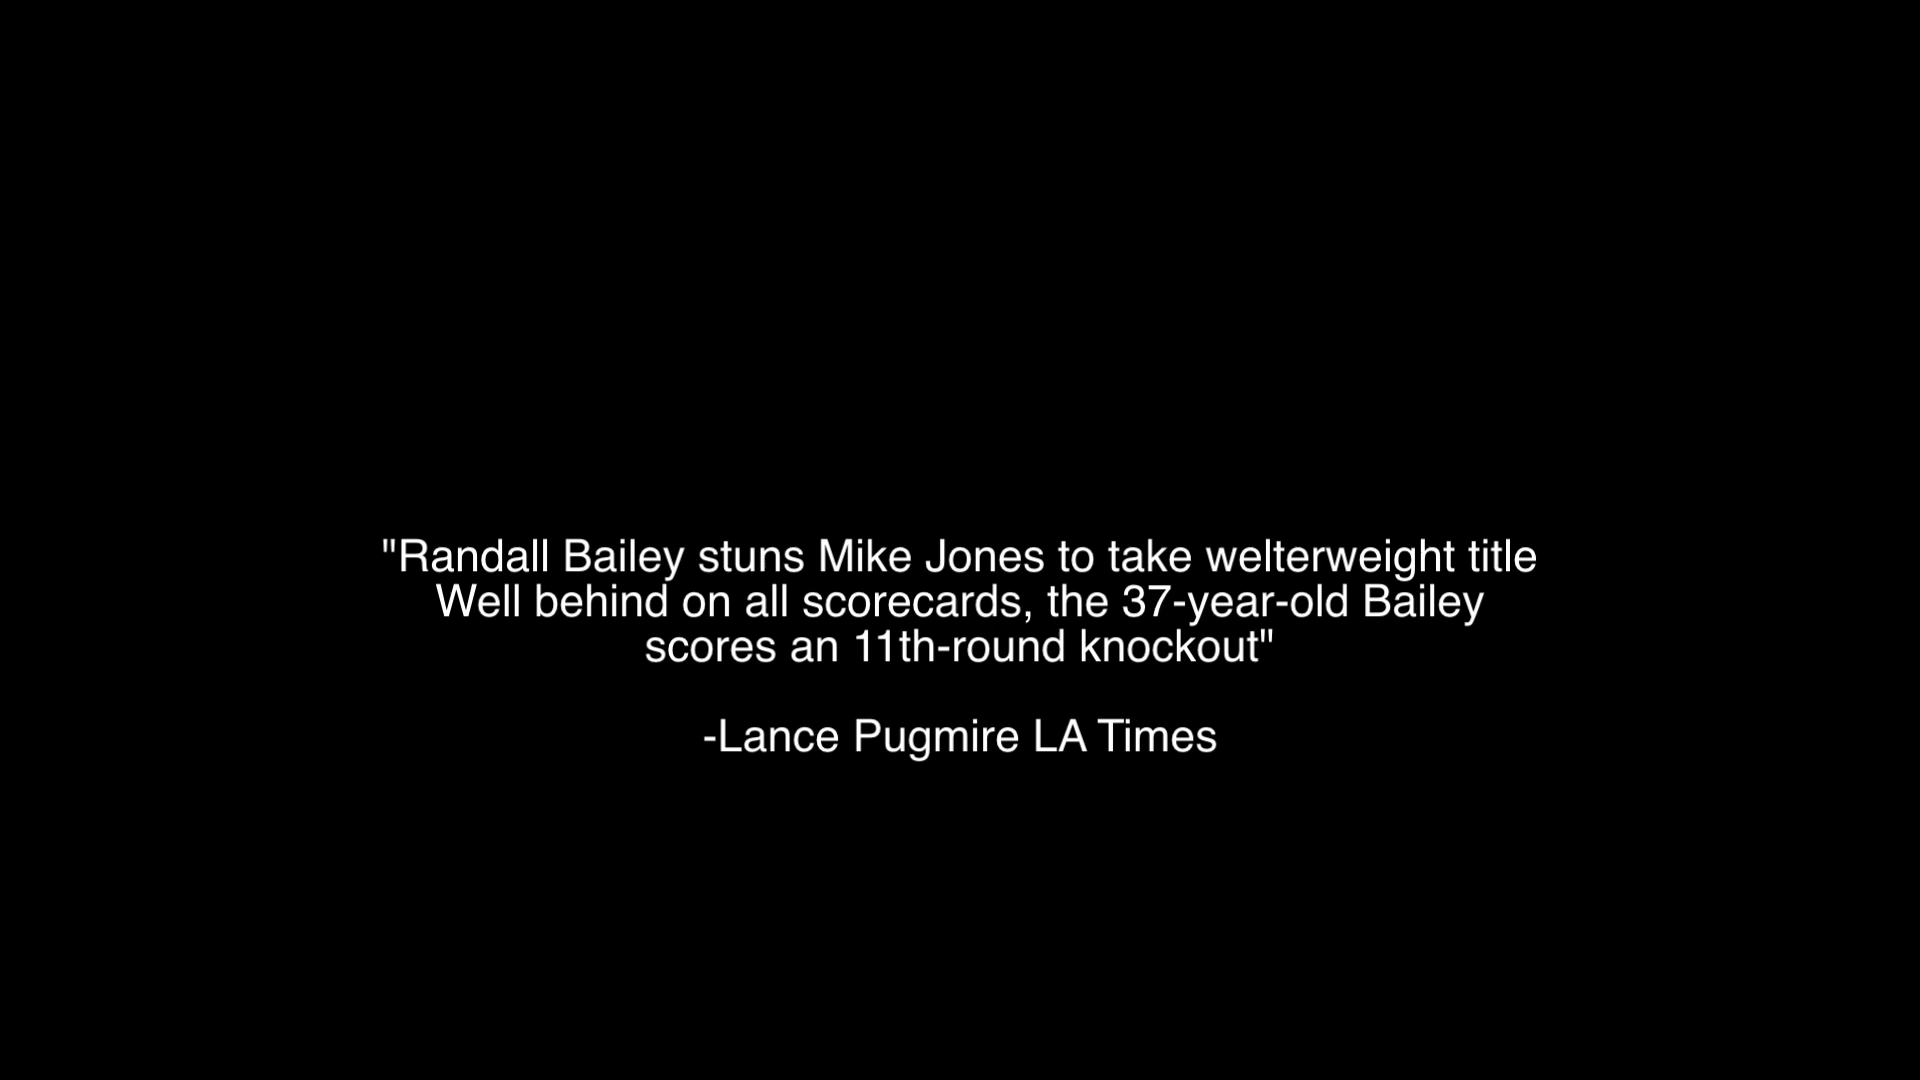 "Randall Bailey stuns Mike Jones to take welterweight title
Well behind on all scorecards, the 37-year-old Bailey
scores an 11th-round knockout"
-Lance Pugmire LA Times